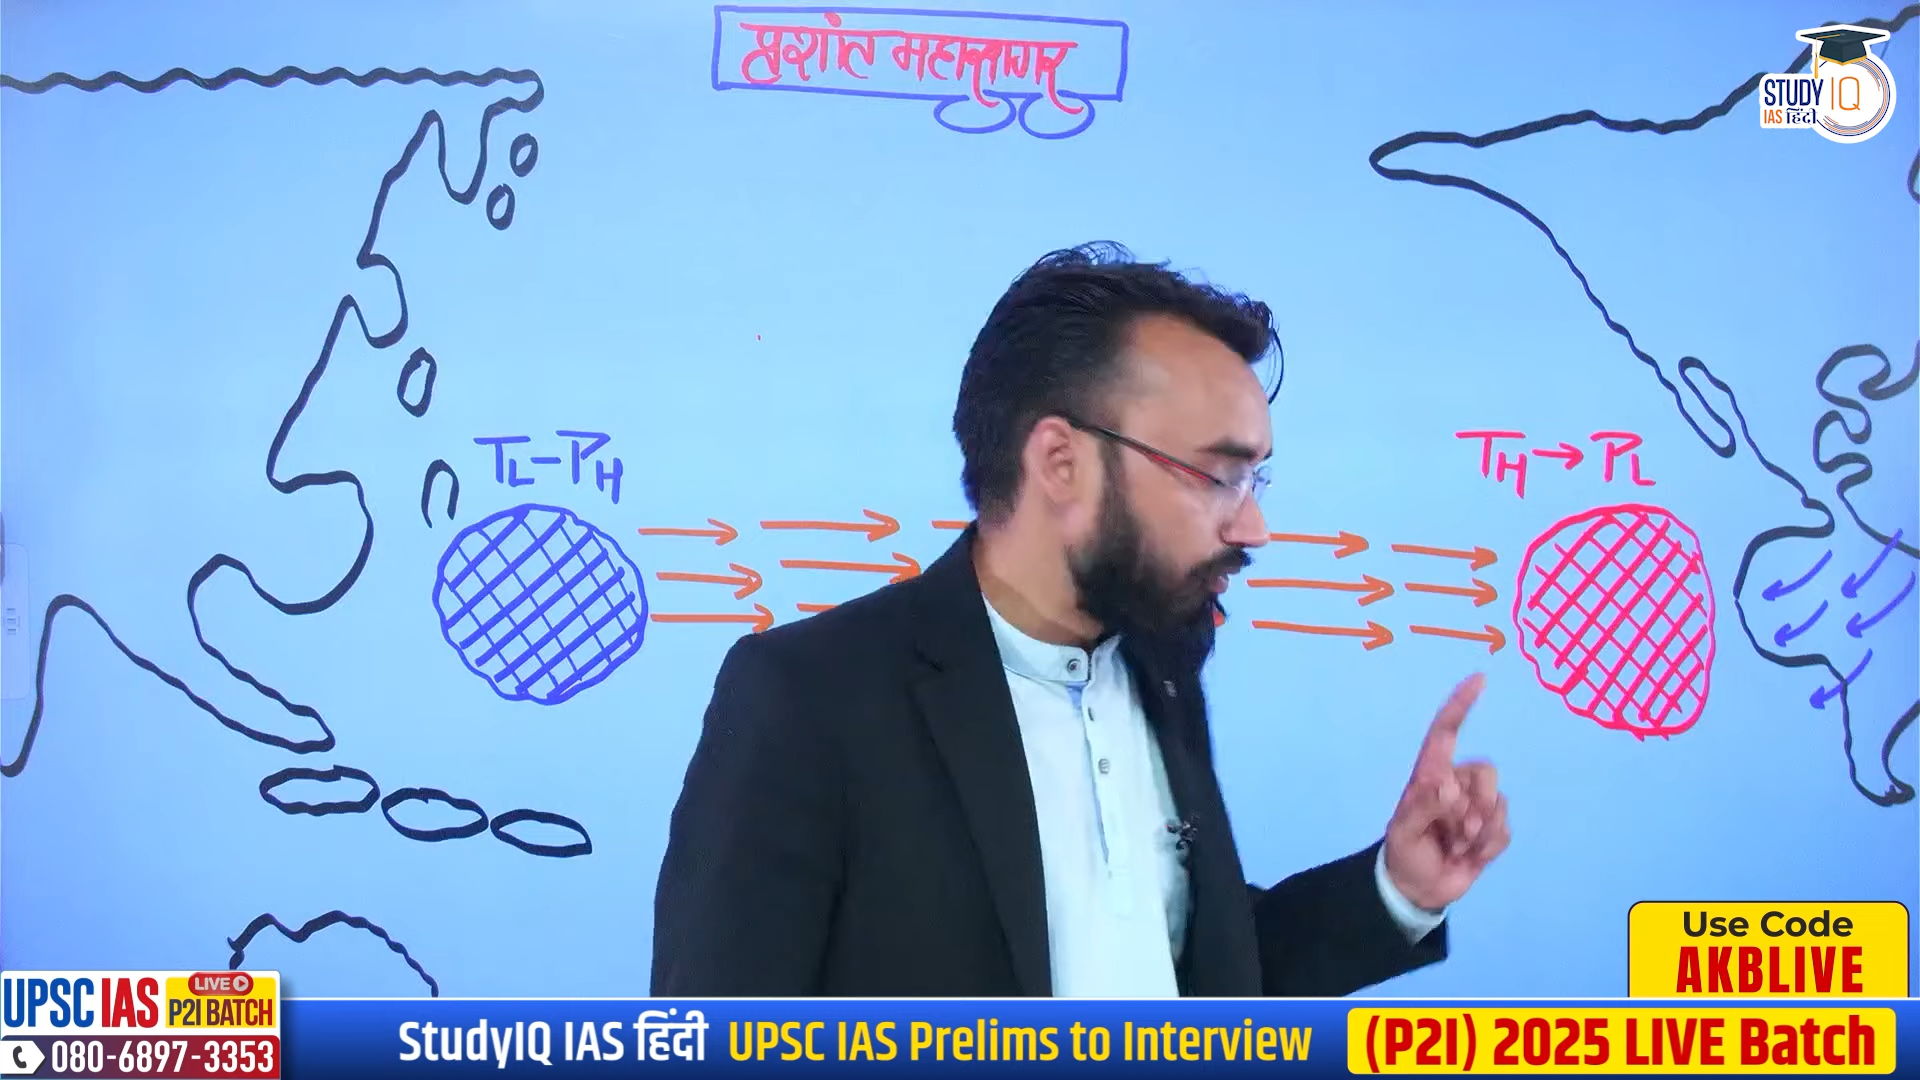 प्रशांत महासागर
STUDY IQ
IAS हिंदी
TL-PH
TH→PL
Use Code
AKBLIVE
UPSC IAS
LIVE
P2I BATCH
080-6897-3353
StudyIQ IAS हिंदी UPSC IAS Prelims to Interview (P2I) 2025 LIVE Batch